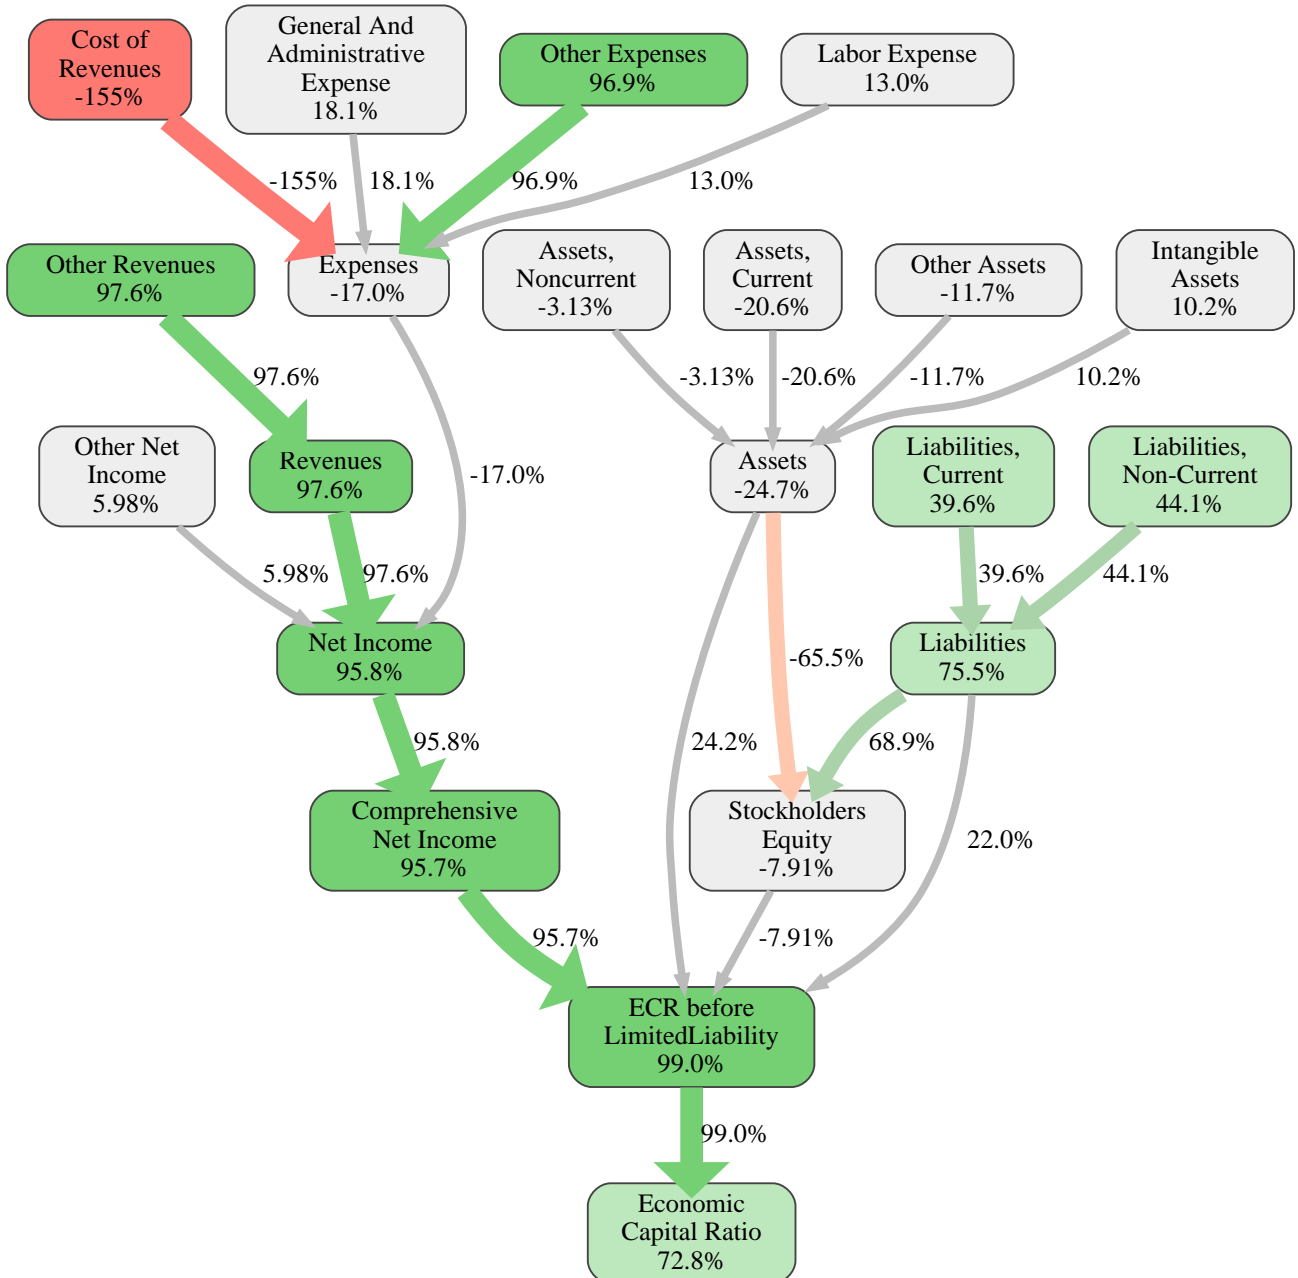 Cost of
Revenues
-155%
General And
Administrative
Expense
18.1%
Other Expenses
96.9%
Labor Expense
13.0%
-155%
18.1%
96.9%
13.0%
Other Revenues
97.6%
Expenses
-17.0%
Assets,
Noncurrent
-3.13%
Assets,
Current
-20.6%
Other Assets
-11.7%
Intangible
Assets
10.2%
97.6%
-3.13%
-20.6%
-11.7%
10.2%
Other Net
Income
5.98%
Revenues
97.6%
-17.0%
Assets
-24.7%
Liabilities,
Current
39.6%
Liabilities,
Non-Current
44.1%
5.98%
97.6%
39.6%
44.1%
Net Income
95.8%
-65.5%
Liabilities
75.5%
95.8%
24.2%
68.9%
Comprehensive
Net Income
95.7%
Stockholders
Equity
-7.91%
22.0%
95.7%
-7.91%
ECR before
LimitedLiability
99.0%
99.0%
Economic
Capital Ratio
72.8%